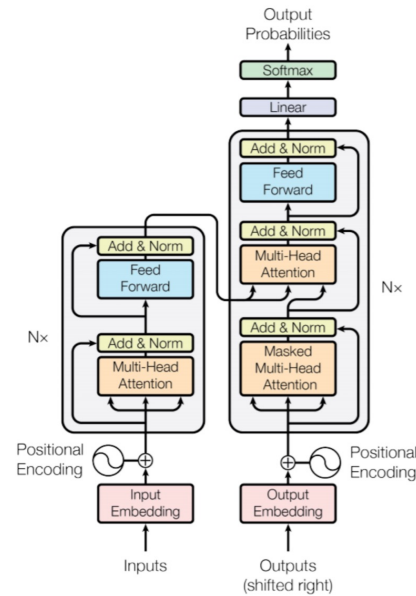 Output
Probabilities
Softmax
Linear
Add & Norm
Feed
Forward
Add & Norm
Multi-Head
Attention
Nx
Add & Norm
Masked
Multi-Head
Attention
Add & Norm
Feed
Forward
Nx
Add & Norm
Multi-Head
Attention
Positional
Encoding
Positional
Encoding
Input
Embedding
Output
Embedding
Inputs
Outputs
(shifted right)